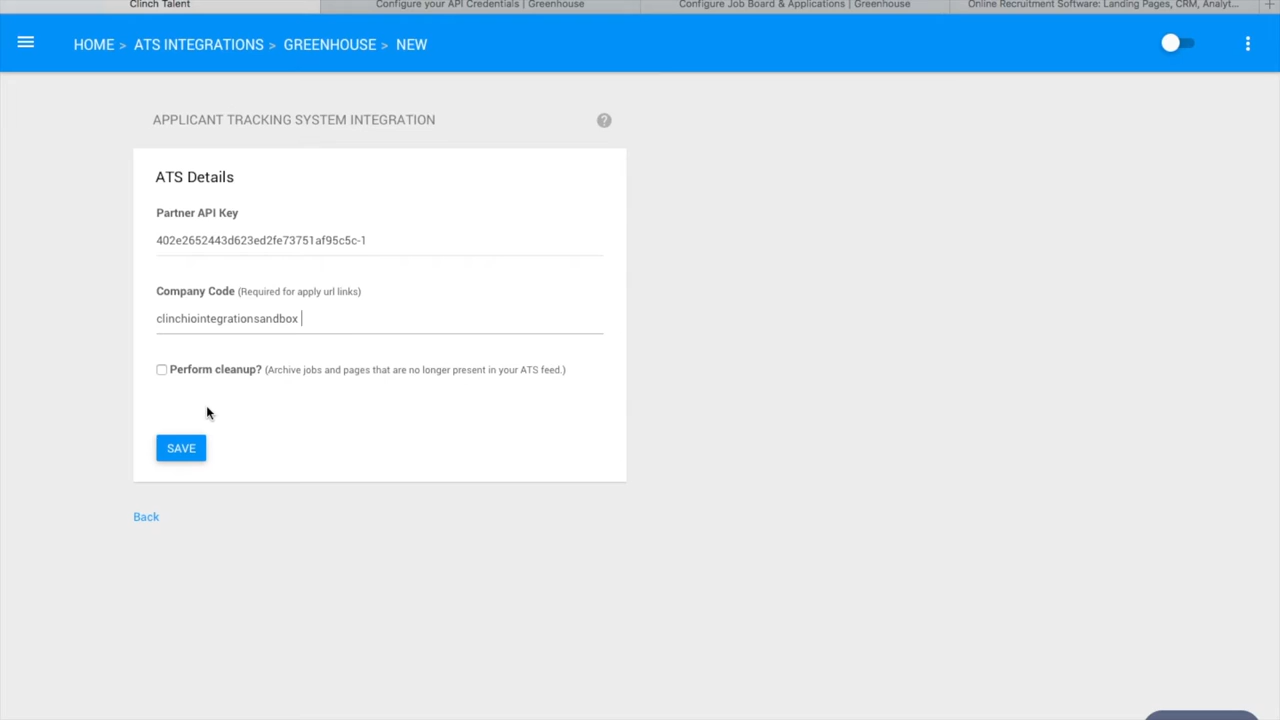 Clinch Talent
Configure your API Credentials | Greenhouse
Configure Job Board & Applications | Greenhouse
Online Recruitment Software: Landing Pages, CRM, Analyt...
HOME > ATS INTEGRATIONS > GREENHOUSE > NEW
APPLICANT TRACKING SYSTEM INTEGRATION
ATS Details
Partner API Key
402e2652443d623ed2fe73751af95c5c-1
Company Code (Required for apply url links)
clinchiointegrationsandbox
Perform cleanup? (Archive jobs and pages that are no longer present in your ATS feed.)
SAVE
Back